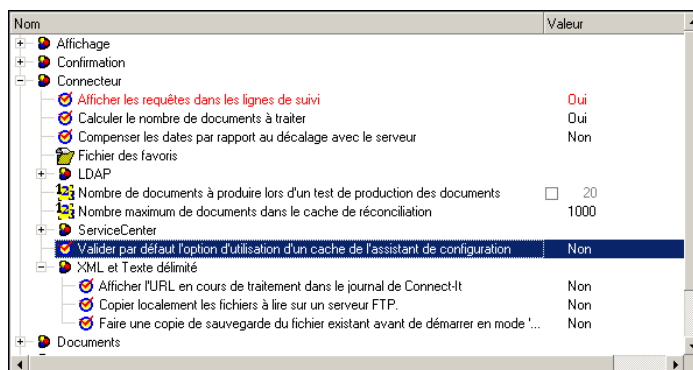 Nom Valeur
Affichage
Confirmation
Connecteur
Afficher les requêtes dans les lignes de suivi Oui
Calculer le nombre de documents à traiter Oui
Compenser les dates par rapport au décalage avec le serveur Non
Fichier des favoris
LDAP
Nombre de documents à produire lors d'un test de production des documents 20
Nombre maximum de documents dans le cache de réconciliation 1000
ServiceCenter
Valider par défaut l'option d'utilisation d'un cache de l'assistant de configuration Non
XML et Texte délimité
Afficher l'URL en cours de traitement dans le journal de Connect-It Non
Copier localement les fichiers à lire sur un serveur FTP. Non
Faire une copie de sauvegarde du fichier existant avant de démarrer en mode '... Non
Documents